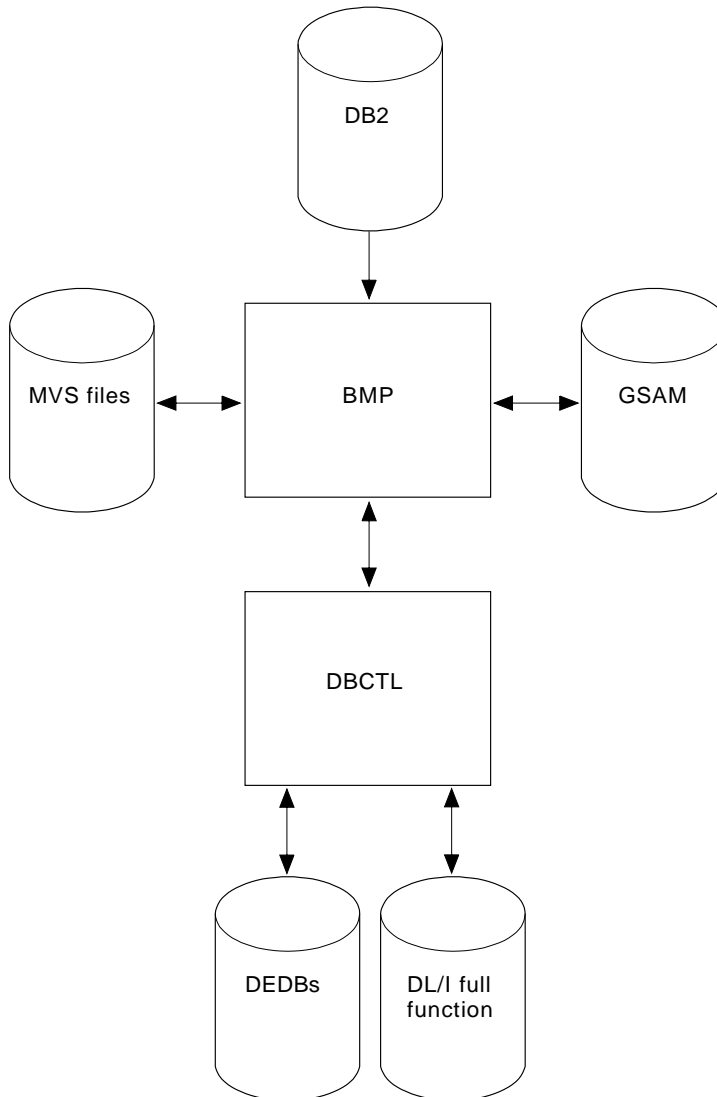 DB2
MVS files
BMP
GSAM
DBCTL
DEDBs
DL/I full
function